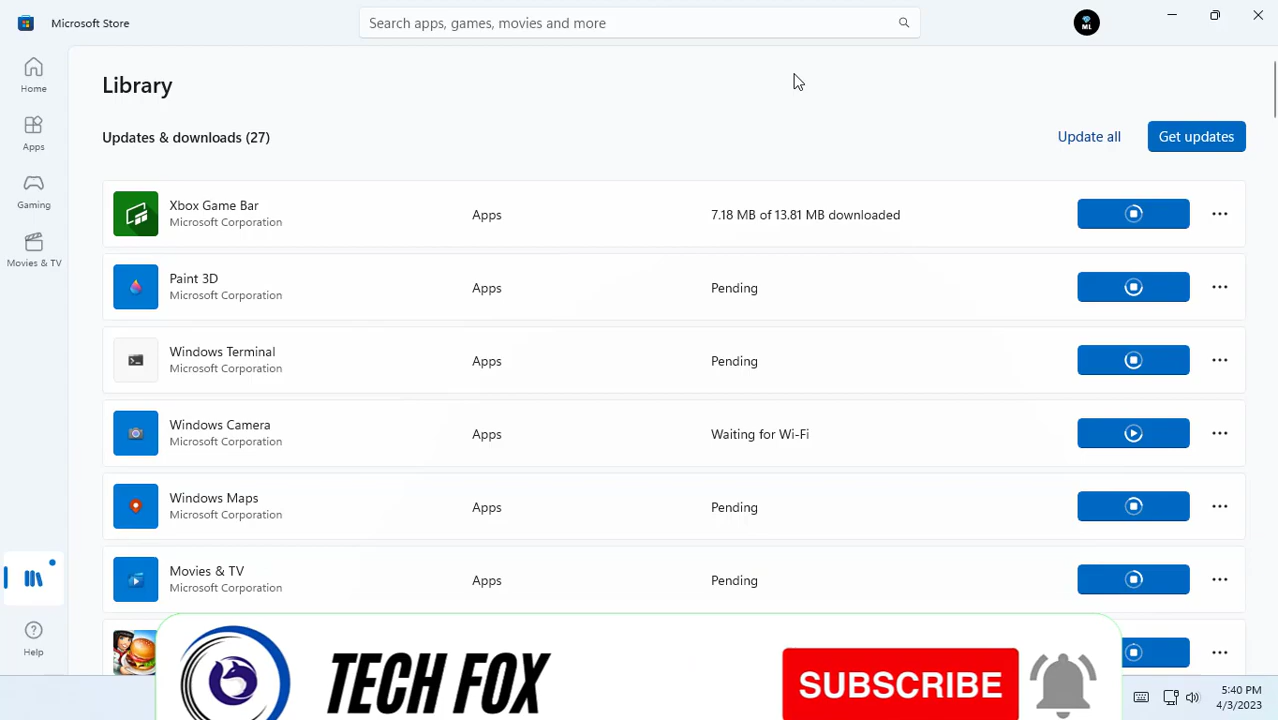 Microsoft Store
Search apps, games, movies and more
ML
Home
Apps
Gaming
Movies & TV
Help
Library
Updates & downloads (27)
Update all
Get updates
Xbox Game Bar
Microsoft Corporation
Apps
7.18 MB of 13.81 MB downloaded
Paint 3D
Microsoft Corporation
Apps
Pending
Windows Terminal
Microsoft Corporation
Apps
Pending
Windows Camera
Microsoft Corporation
Apps
Waiting for Wi-Fi
Windows Maps
Microsoft Corporation
Apps
Pending
Movies & TV
Microsoft Corporation
Apps
Pending
TECH FOX
SUBSCRIBE
5:40 PM
4/3/2023